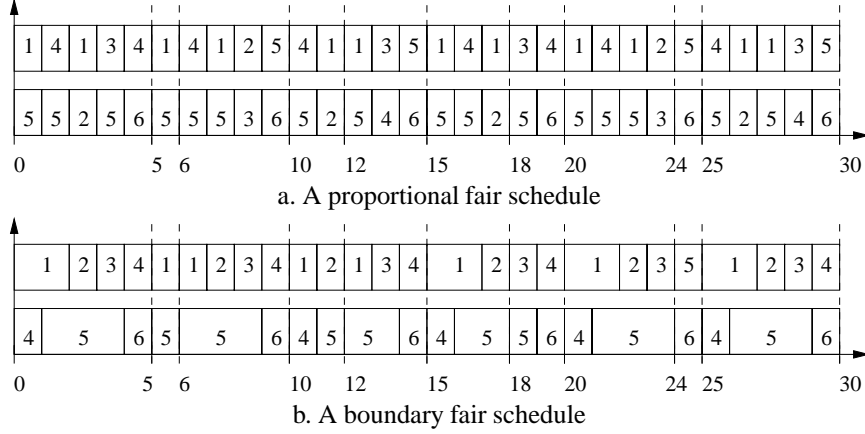 1 4 1 3 4 1 4 1 2 5 4 1 1 3 5 1 4 1 3 4 1 4 1 2 5 4 1 1 3 5
5 5 2 5 6 5 5 5 3 6 5 2 5 4 6 5 5 2 5 6 5 5 5 3 6 5 2 5 4 6
0 5 6 10 12 15 18 20 24 25 30
a. A proportional fair schedule
1 2 3 4 1 1 2 3 4 1 2 1 3 4 1 2 3 4 1 2 3 5 1 2 3 4
4 5 6 5 5 6 4 5 5 6 4 5 5 6 4 5 6 4 5 6
0 5 6 10 12 15 18 20 24 25 30
b. A boundary fair schedule